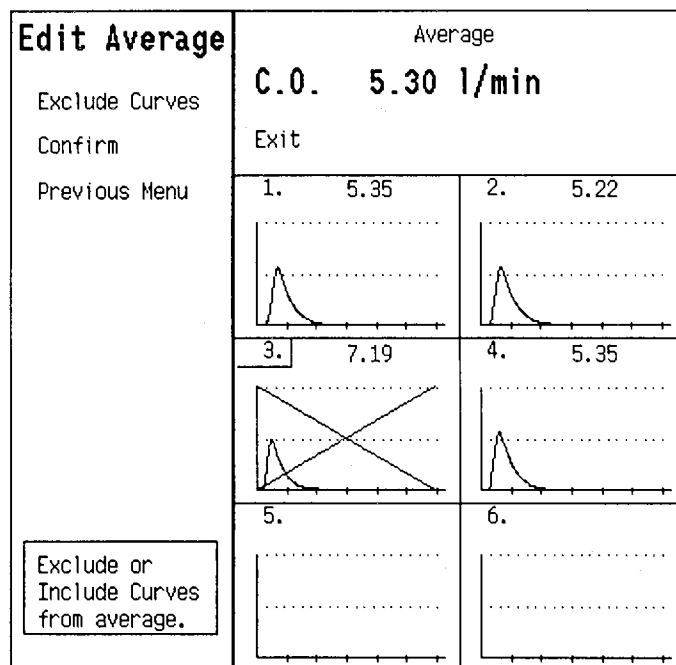 Edit Average
Exclude Curves
Confirm
Previous Menu
Exclude or
Include Curves
from average.
Average
C.O. 5.30 l/min
Exit
1. 5.35
2. 5.22
3. 7.19
4. 5.35
5.
6.